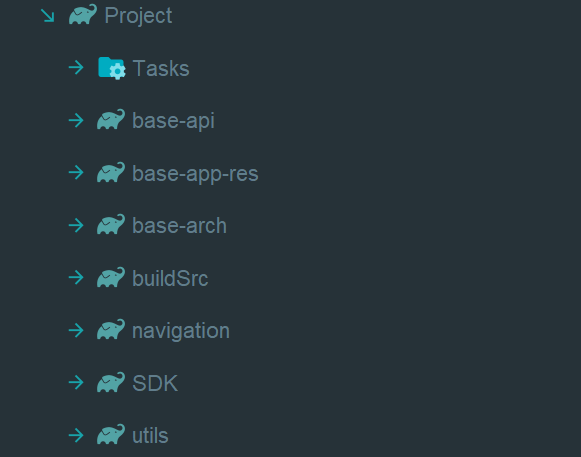 Project
Tasks
base-api
base-app-res
base-arch
buildSrc
navigation
SDK
utils